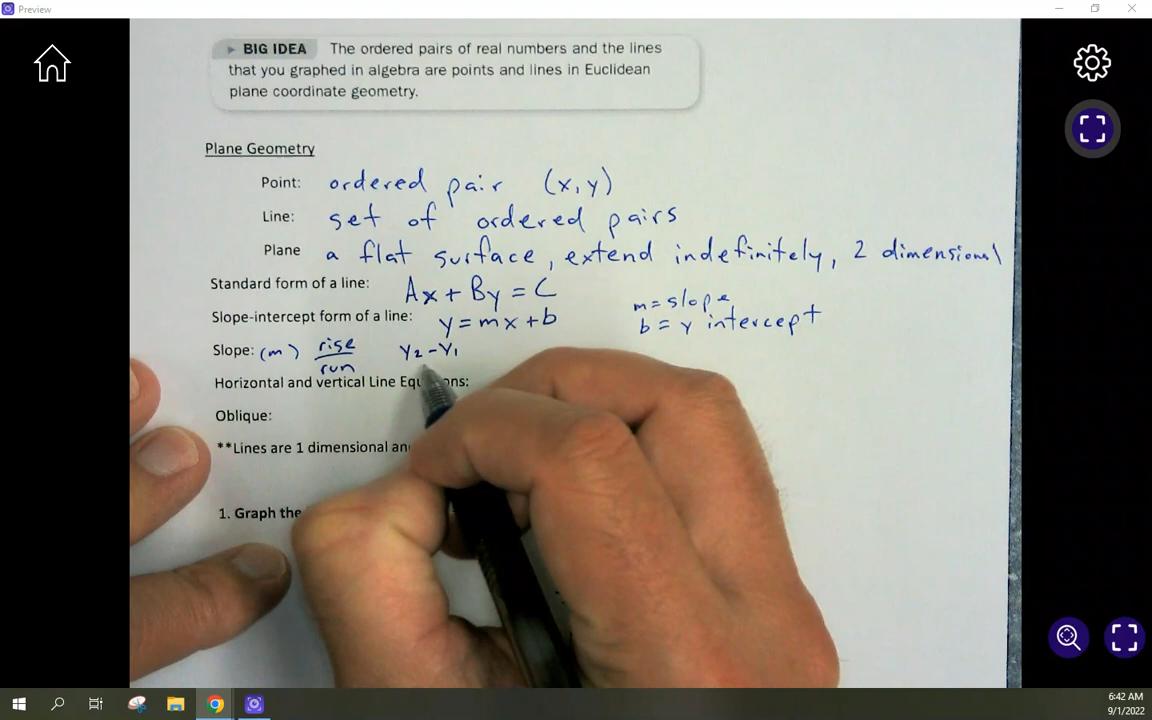 Preview
BIG IDEA The ordered pairs of real numbers and the lines
that you graphed in algebra are points and lines in Euclidean
plane coordinate geometry.
Plane Geometry
Point: ordered pair (x,y)
Line: set of ordered pairs
Plane a flat surface, extend indefinitely, 2 dimensional
Standard form of a line: Ax + By = C
m = slope
Slope-intercept form of a line: y = mx + b
b = y intercept
Slope: (m) rise
run
y₂ - y₁
Horizontal and vertical Line
Oblique:
**Lines are 1 dimensional
1. Graph the
6:42 AM
9/1/2022